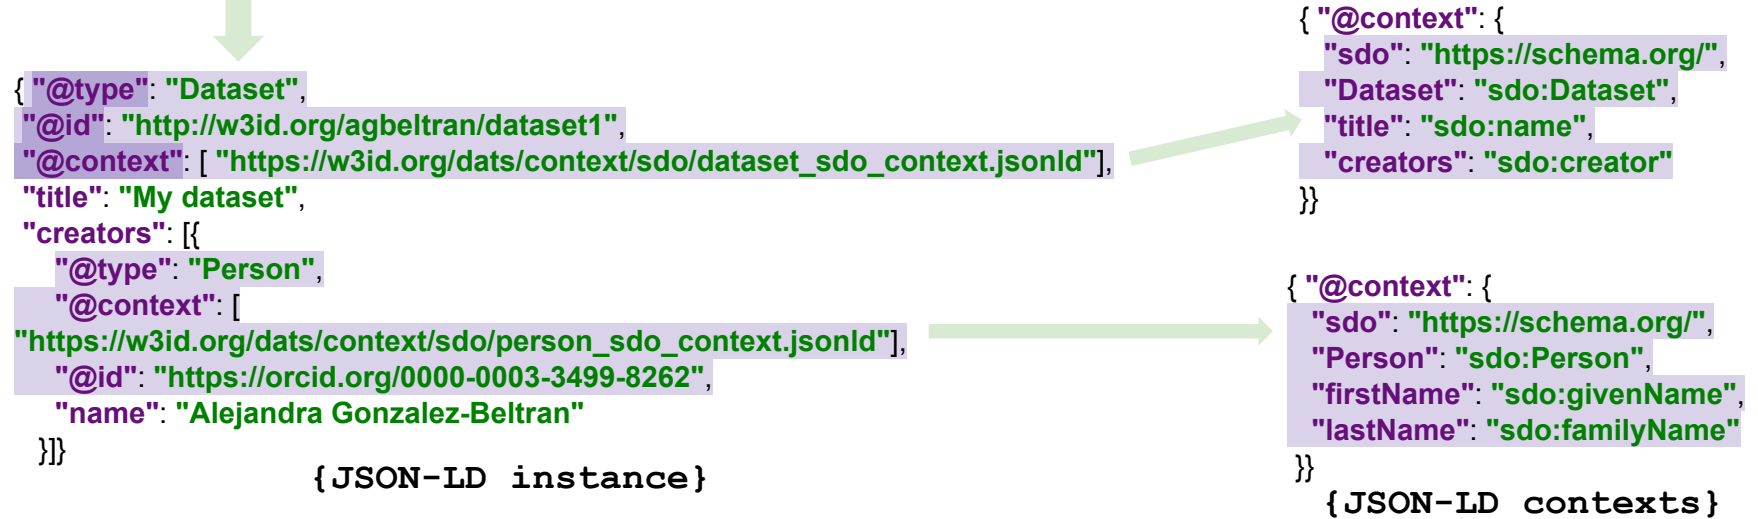 { "@type": "Dataset",
"@id": "http://w3id.org/agbeltran/dataset1",
"@context": [ "https://w3id.org/dats/context/sdo/dataset_sdo_context.jsonld"],
"title": "My dataset",
"creators": [{
"@type": "Person",
"@context": [
"https://w3id.org/dats/context/sdo/person_sdo_context.jsonld"],
"@id": "https://orcid.org/0000-0003-3499-8262",
"name": "Alejandra Gonzalez-Beltran"
}]}
{JSON-LD instance}
{ "@context": {
"sdo": "https://schema.org/",
"Dataset": "sdo:Dataset",
"title": "sdo:name",
"creators": "sdo:creator"
}}
{ "@context": {
"sdo": "https://schema.org/",
"Person": "sdo:Person",
"firstName": "sdo:givenName",
"lastName": "sdo:familyName"
}}
{JSON-LD contexts}